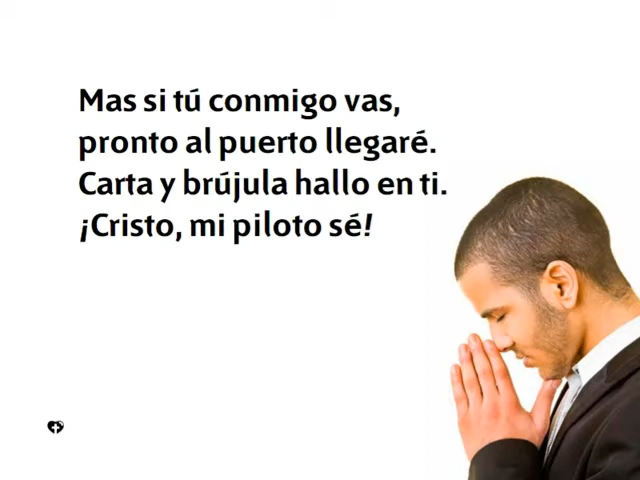 Mas si tú conmigo vas,
pronto al puerto llegaré.
Carta y brújula hallo en ti.
¡Cristo, mi piloto sé!